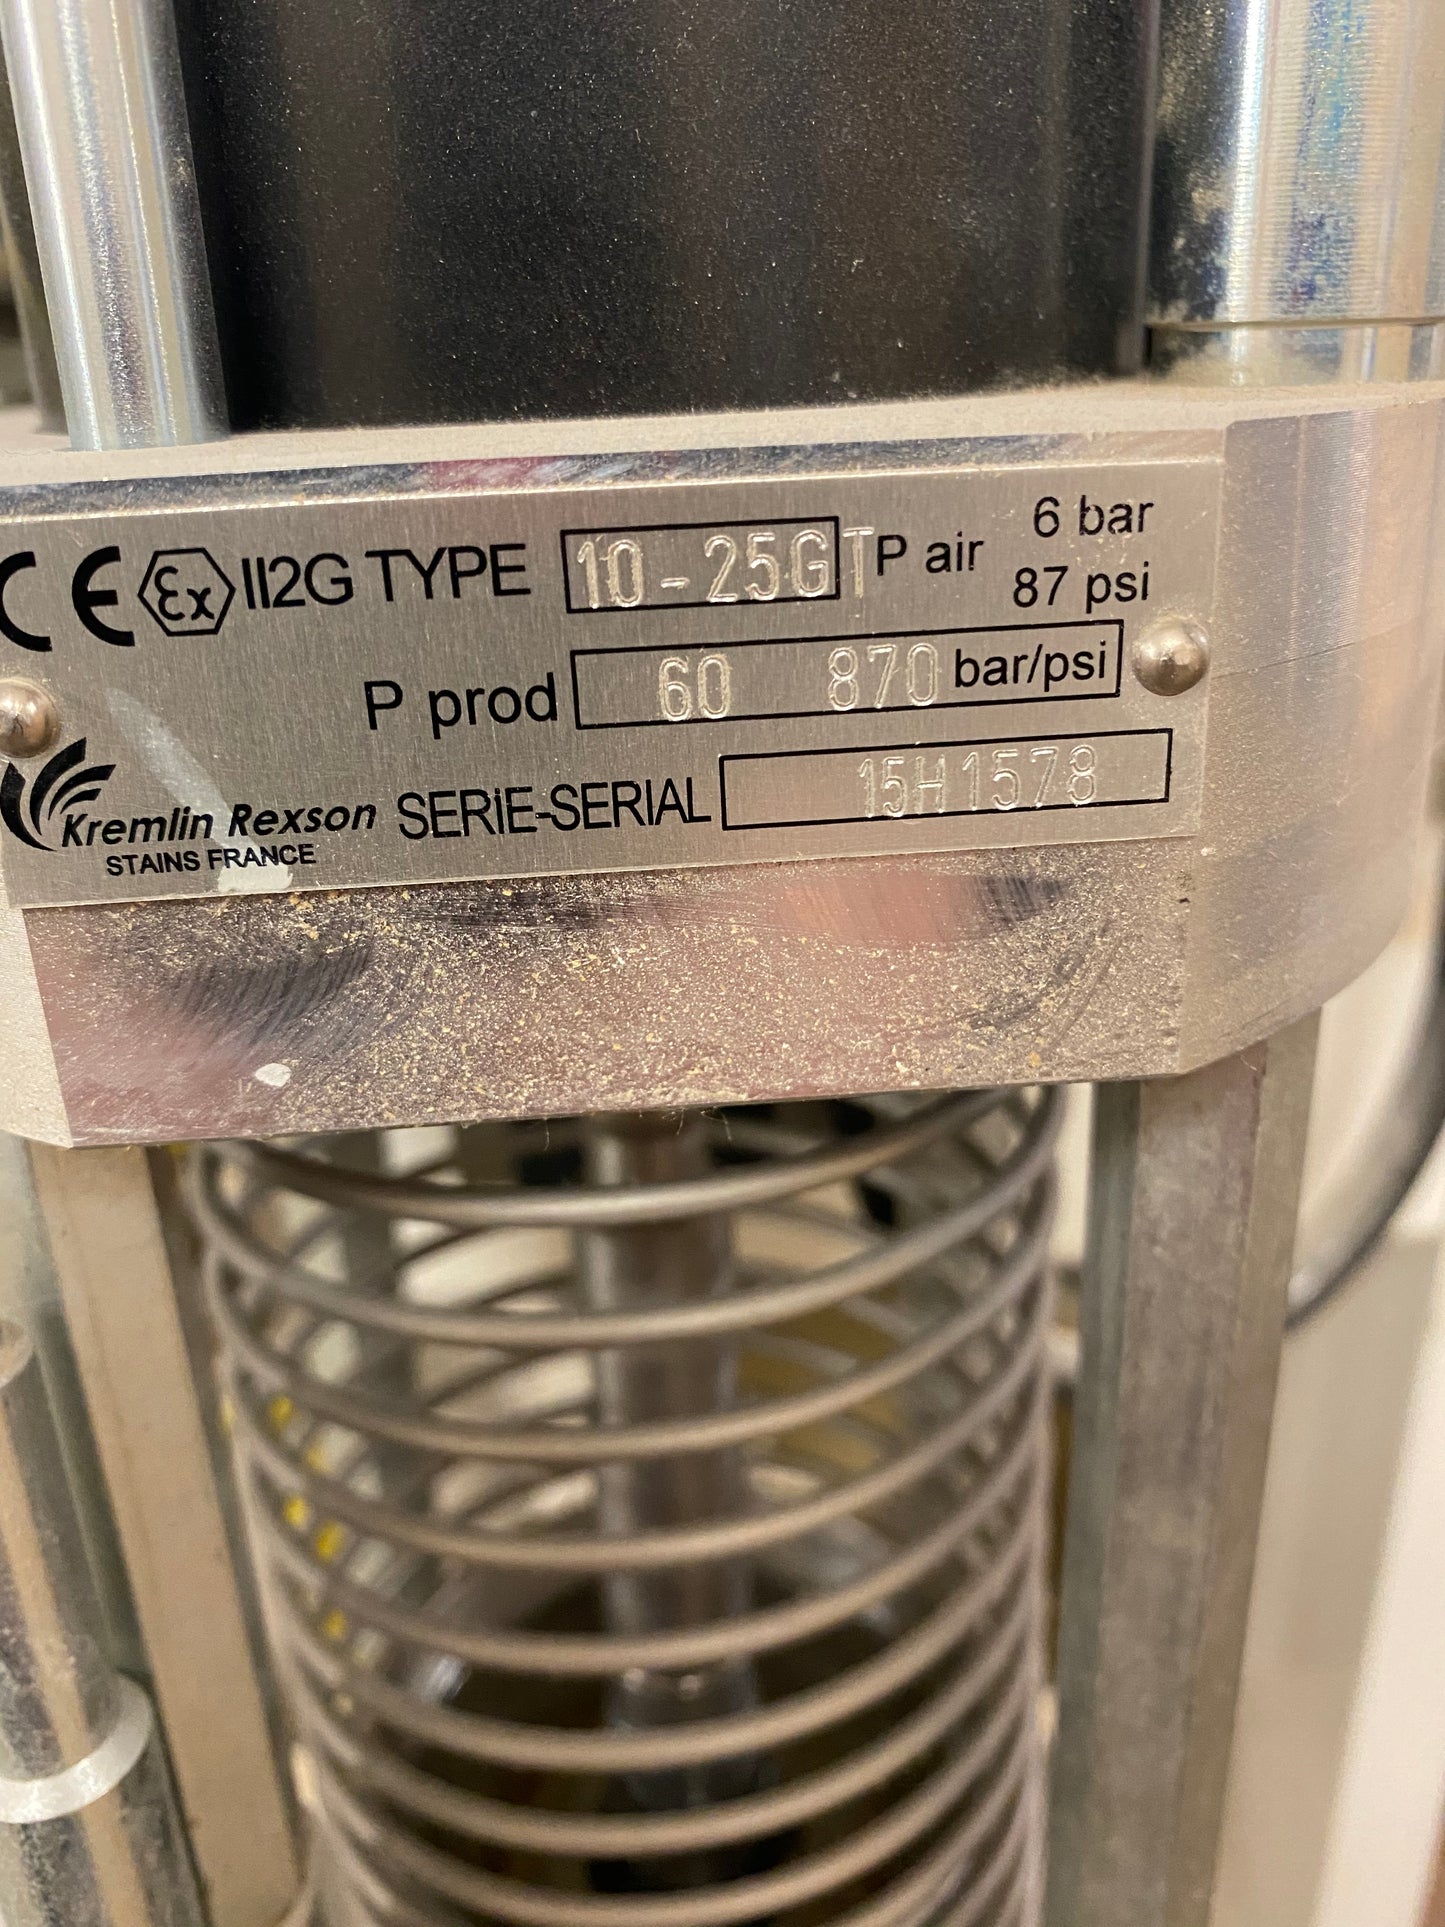 CE Ex II2G TYPE 10-25GT P air 6 bar
87 psi
P prod 60 870 bar/psi
Kremlin Rexson SERiE-SERIAL 15H1578
STAINS FRANCE